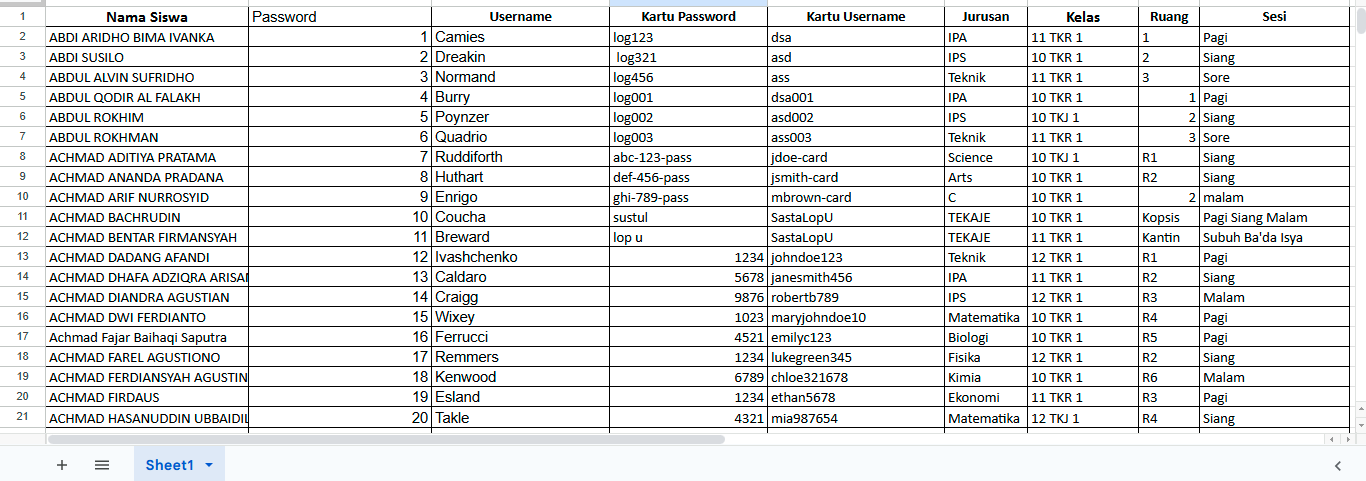 1 Nama Siswa Password Username Kartu Password Kartu Username Jurusan Kelas Ruang Sesi
2 ABDI ARIDHO BIMA IVANKA 1 Camies log123 dsa IPA 11 TKR 1 1 Pagi
3 ABDI SUSILO 2 Dreakin log321 asd IPS 10 TKR 1 2 Siang
4 ABDUL ALVIN SUFRIDHO 3 Normand log456 ass Teknik 11 TKR 1 3 Sore
5 ABDUL QODIR AL FALAKH 4 Burry log001 dsa001 IPA 10 TKR 1 1 Pagi
6 ABDUL ROKHIM 5 Poynzer log002 asd002 IPS 10 TKJ 1 2 Siang
7 ABDUL ROKHMAN 6 Quadrio log003 ass003 Teknik 11 TKR 1 3 Sore
8 ACHMAD ADITIYA PRATAMA 7 Ruddiforth abc-123-pass jdoe-card Science 10 TKJ 1 R1 Siang
9 ACHMAD ANANDA PRADANA 8 Huthart def-456-pass jsmith-card Arts 10 TKR 1 R2 Siang
10 ACHMAD ARIF NURROSYID 9 Enrigo ghi-789-pass mbrown-card C 10 TKR 1 2 malam
11 ACHMAD BACHRUDIN 10 Coucha sustul SastaLopU TEKAJE 10 TKR 1 Kopsis Pagi Siang Malam
12 ACHMAD BENTAR FIRMANSYAH 11 Breward lop u SastaLopU TEKAJE 11 TKR 1 Kantin Subuh Ba'da Isya
13 ACHMAD DADANG AFANDI 12 Ivashchenko 1234 johndoe123 Teknik 12 TKR 1 R1 Pagi
14 ACHMAD DHAFA ADZIQRA ARISAI 13 Caldaro 5678 janesmith456 IPA 11 TKR 1 R2 Siang
15 ACHMAD DIANDRA AGUSTIAN 14 Craigg 9876 robertb789 IPS 12 TKR 1 R3 Malam
16 ACHMAD DWI FERDIANTO 15 Wixey 1023 maryjohndoe10 Matematika 10 TKR 1 R4 Pagi
17 Achmad Fajar Baihaqi Saputra 16 Ferrucci 4521 emilyc123 Biologi 10 TKR 1 R5 Pagi
18 ACHMAD FAREL AGUSTIONO 17 Remmers 1234 lukegreen345 Fisika 12 TKR 1 R2 Siang
19 ACHMAD FERDIANSYAH AGUSTIN 18 Kenwood 6789 chloe321678 Kimia 10 TKR 1 R6 Malam
20 ACHMAD FIRDAUS 19 Esland 1234 ethan5678 Ekonomi 11 TKR 1 R3 Pagi
21 ACHMAD HASANUDDIN UBBAIDIL 20 Takle 4321 mia987654 Matematika 12 TKJ 1 R4 Siang
Sheet1